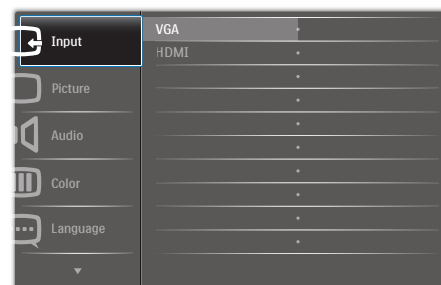 Input
VGA
HDMI
Picture
Audio
Color
Language